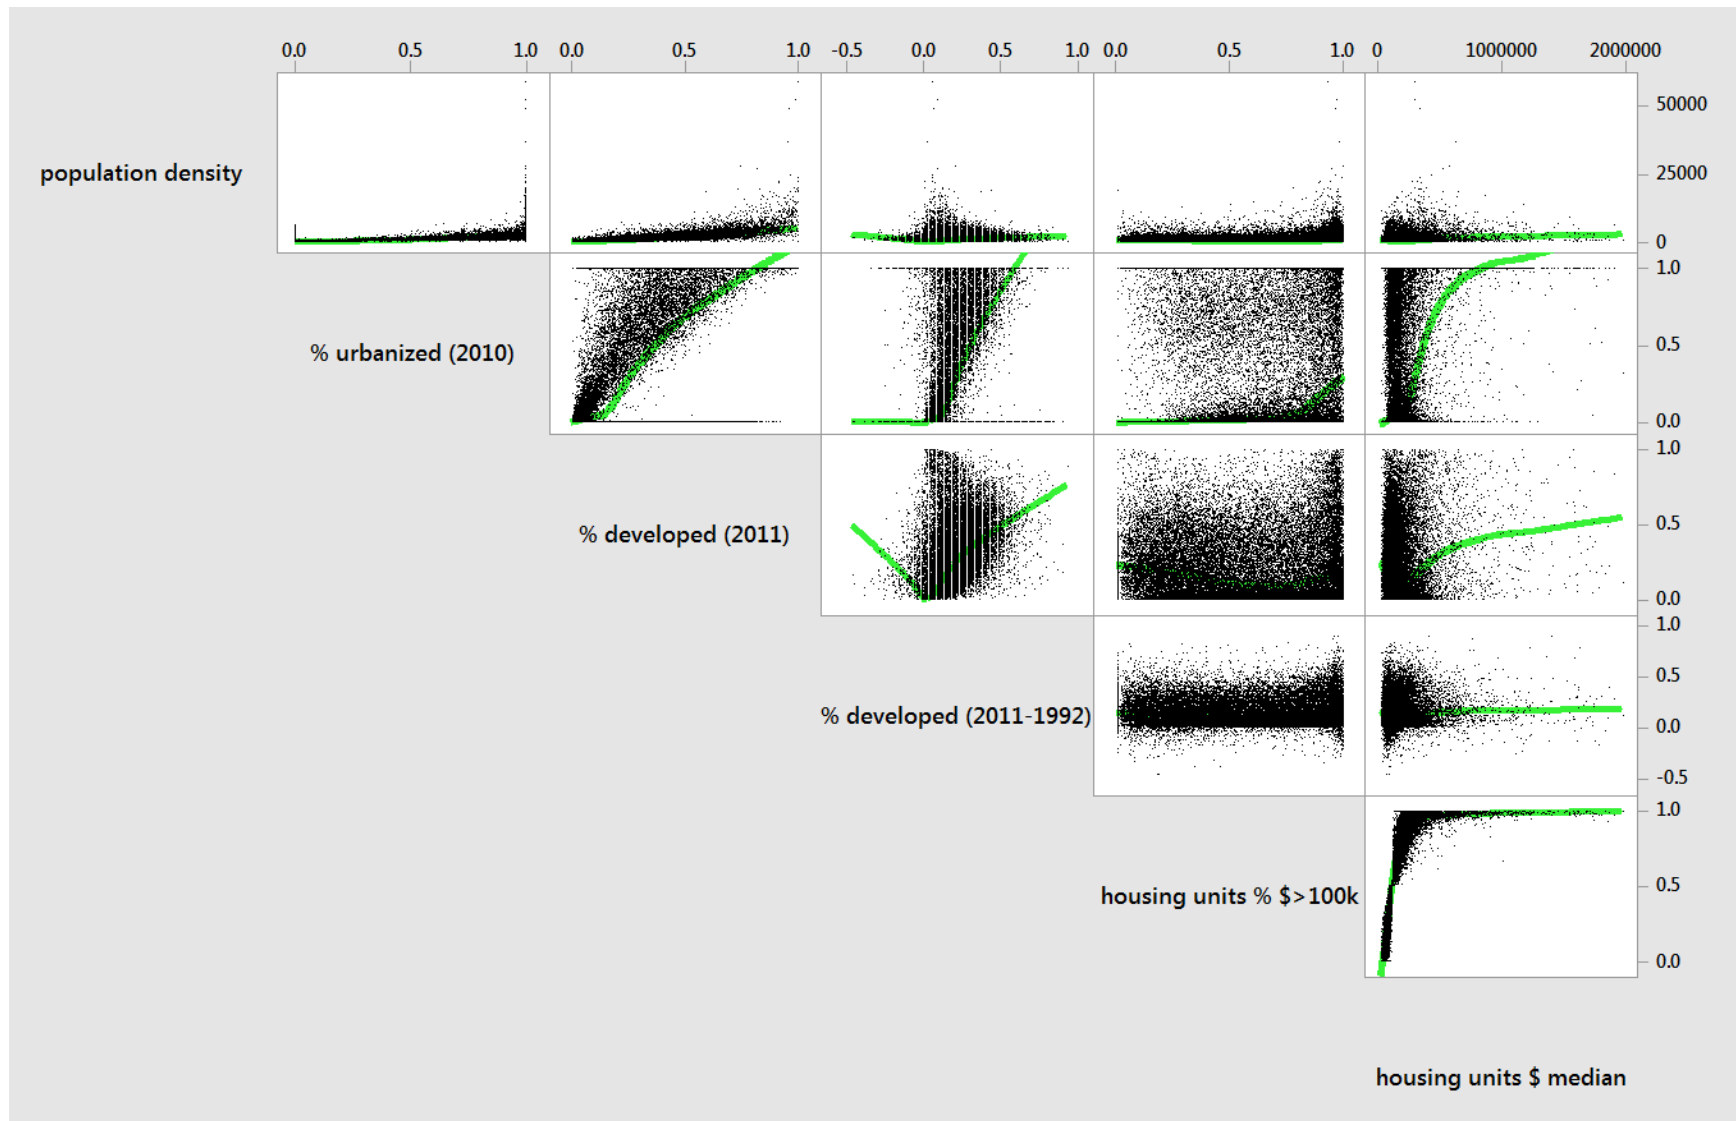 0.0 0.5 1.0 0.0 0.5 1.0 -0.5 0.0 0.5 1.0 0.0 0.5 1.0 0 1000000 2000000
50000
population density 25000
0
1.0
% urbanized (2010) 0.5
0.0
1.0
% developed (2011) 0.5
0.0
1.0
0.5
% developed (2011-1992) 0.0
-0.5
1.0
housing units % $>100k 0.5
0.0
housing units $ median